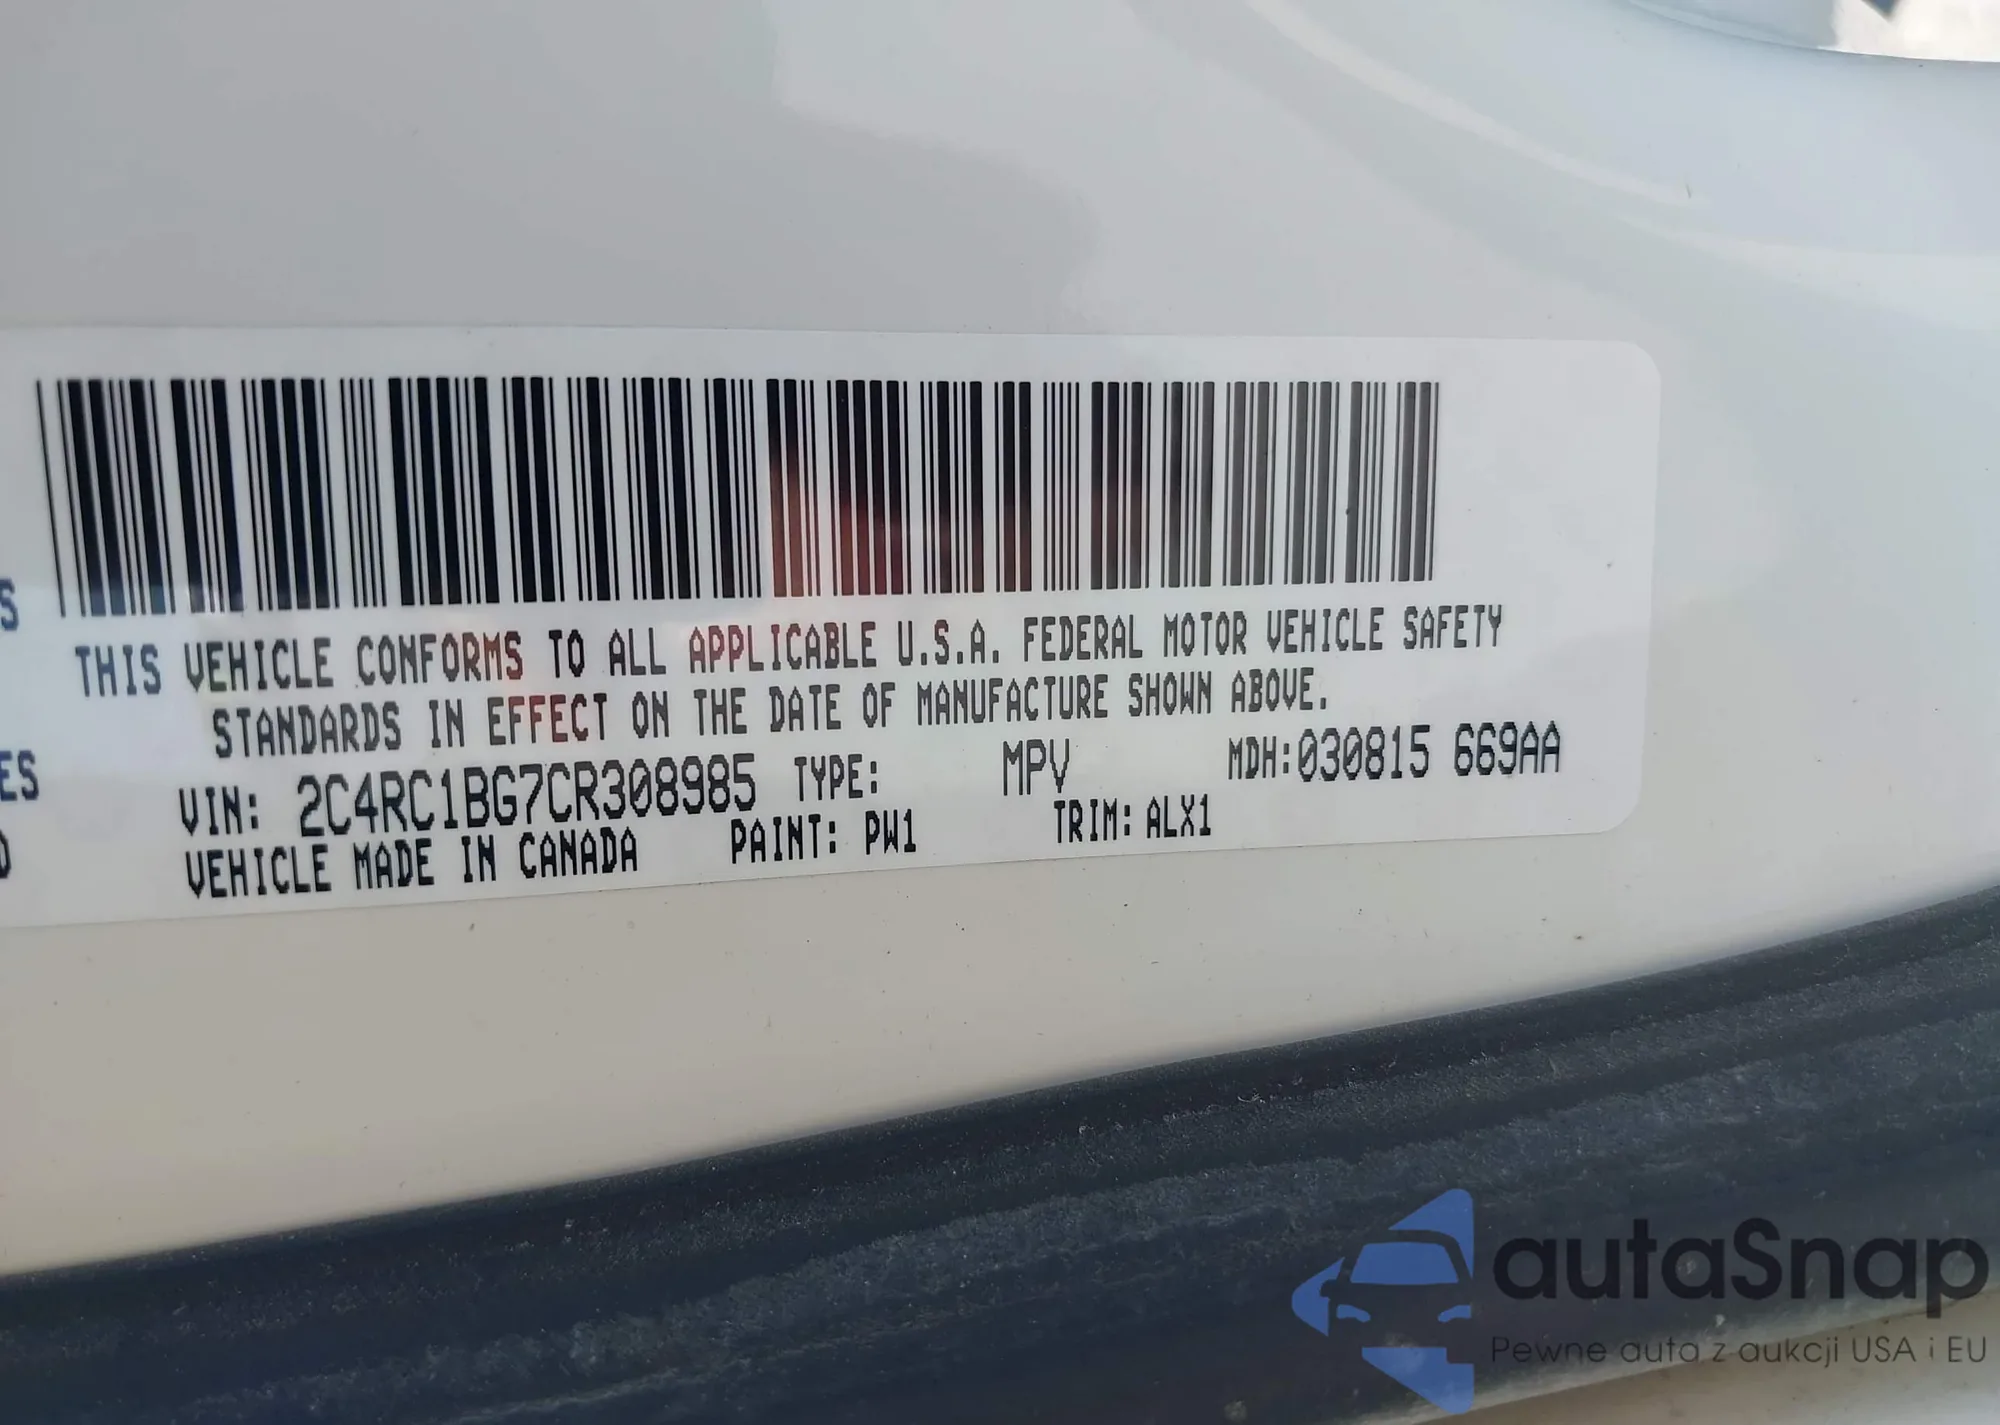 S
THIS VEHICLE CONFORMS TO ALL APPLICABLE U.S.A. FEDERAL MOTOR VEHICLE SAFETY
STANDARDS IN EFFECT ON THE DATE OF MANUFACTURE SHOWN ABOVE.
ES
VIN: 2C4RC1BG7CR308985 TYPE: MPV MDH:030815 669AA
VEHICLE MADE IN CANADA PAINT: PW1 TRIM: ALX1
autaSnap
Pewne auta z aukcji USA i EU